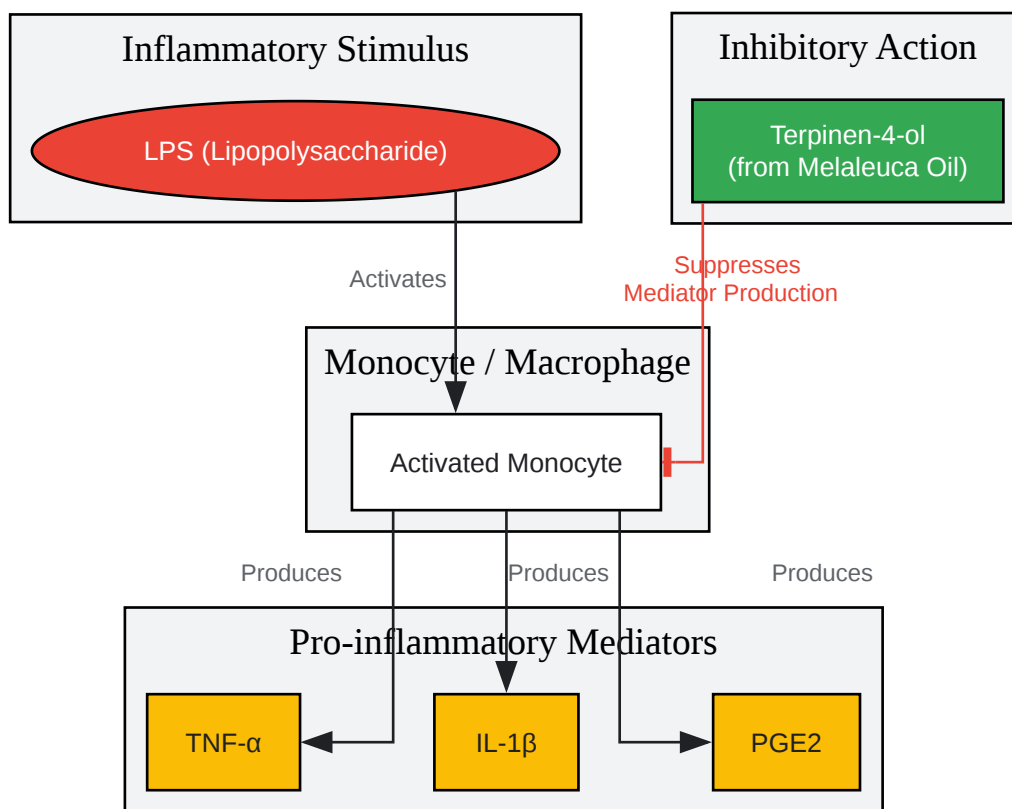 Inflammatory Stimulus
Inhibitory Action
LPS (Lipopolysaccharide)
Terpinen-4-ol
(from Melaleuca Oil)
Activates
Suppresses
Mediator Production
Monocyte / Macrophage
Activated Monocyte
Produces
Produces
Produces
Pro-inflammatory Mediators
TNF-α
IL-1β
PGE2